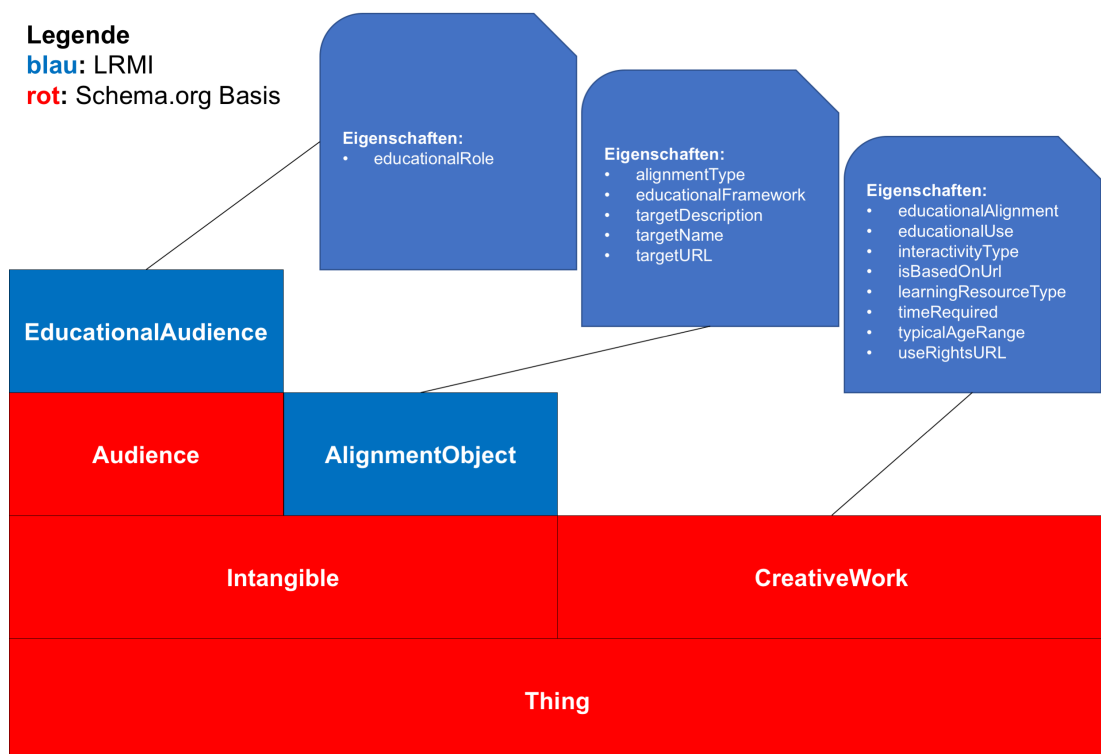 Legende
blau: LRMI
rot: Schema.org Basis
Eigenschaften:
• educationalRole
Eigenschaften:
• alignmentType
• educationalFramework
• targetDescription
• targetName
• targetURL
Eigenschaften:
• educationalAlignment
• educationalUse
• interactivityType
• isBasedOnUrl
• learningResourceType
• timeRequired
• typicalAgeRange
• useRightsURL
EducationalAudience
Audience
AlignmentObject
Intangible
CreativeWork
Thing